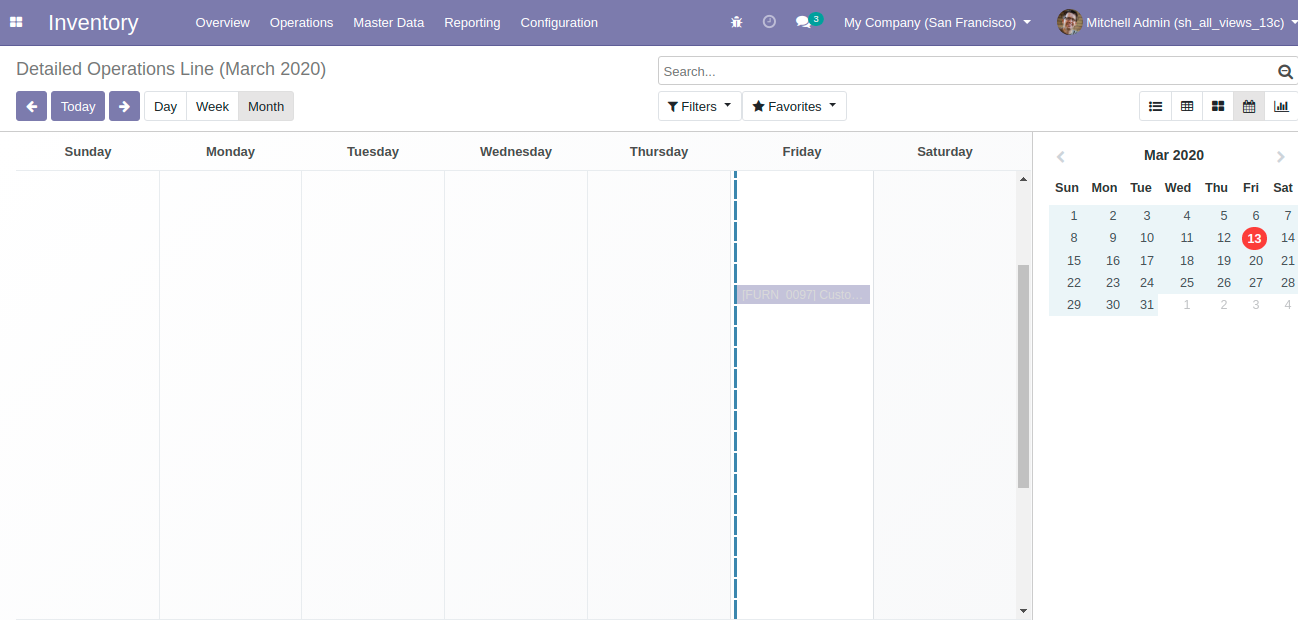 Inventory Overview Operations Master Data Reporting Configuration 3 My Company (San Francisco) Mitchell Admin (sh_all_views_13c)
Detailed Operations Line (March 2020)
Search...
Today Day Week Month Filters Favorites
Sunday Monday Tuesday Wednesday Thursday Friday Saturday
[FURN_0097] Custo...
Mar 2020
Sun Mon Tue Wed Thu Fri Sat
1 2 3 4 5 6 7
8 9 10 11 12 13 14
15 16 17 18 19 20 21
22 23 24 25 26 27 28
29 30 31 1 2 3 4